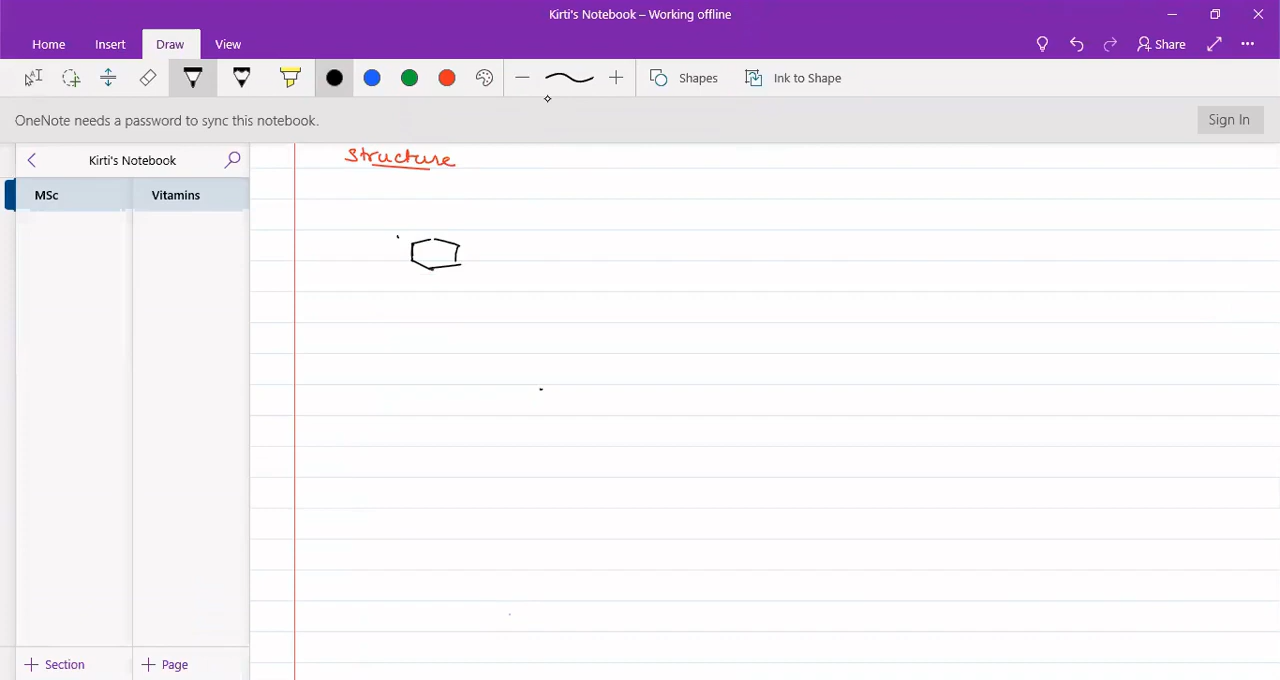 Kirti's Notebook – Working offline
Home Insert Draw View Share
Shapes Ink to Shape
OneNote needs a password to sync this notebook. Sign In
Kirti's Notebook
MSc Vitamins
Structure
Section Page